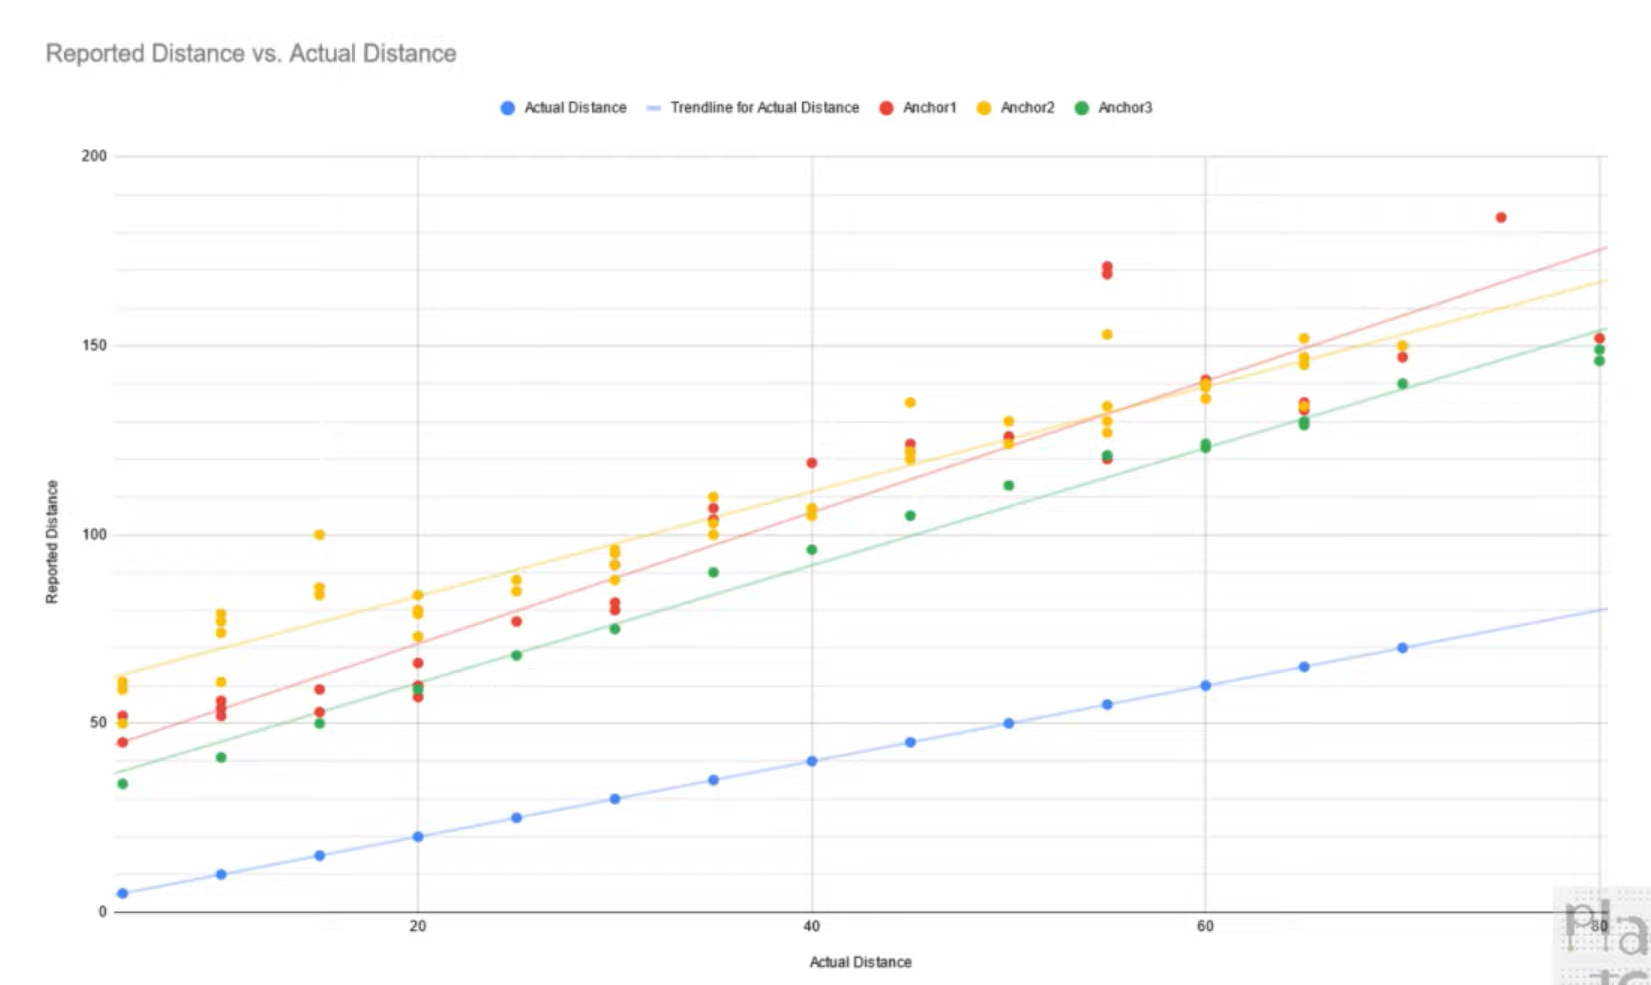 Reported Distance vs. Actual Distance
Actual Distance Trendline for Actual Distance Anchor1 Anchor2 Anchor3
200
150
100
50
0
Reported Distance
20 40 60 80
Actual Distance
pla